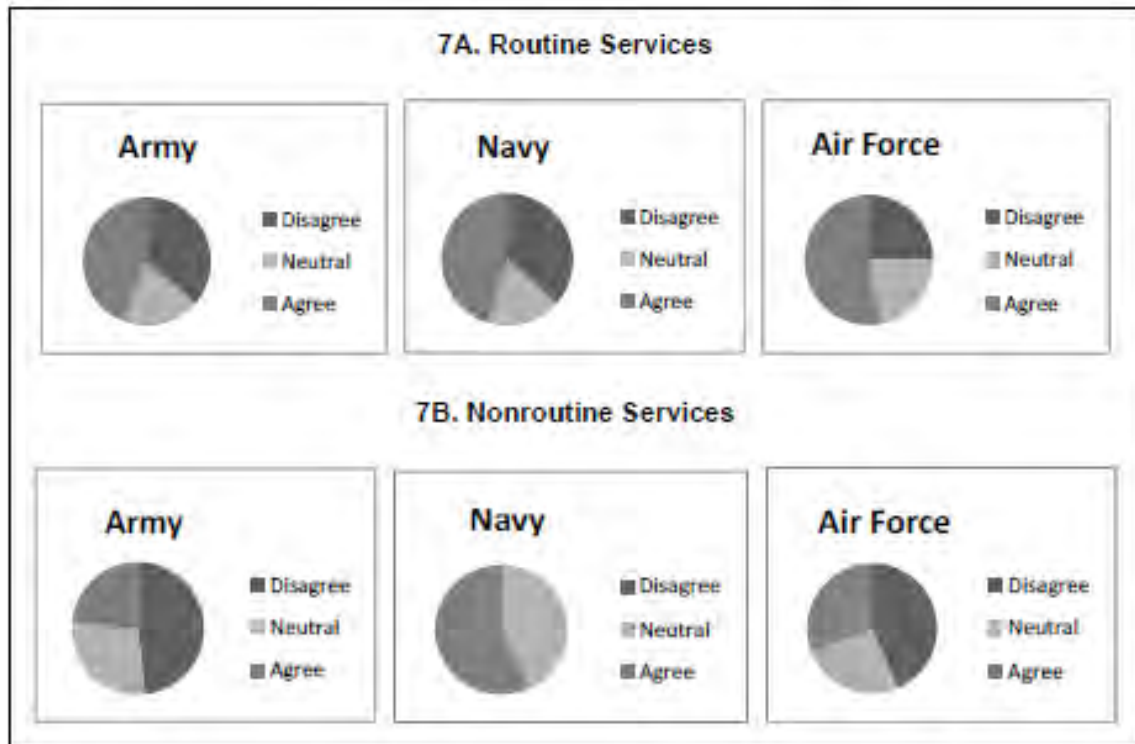 7A. Routine Services
Army
Disagree
Neutral
Agree
Navy
Disagree
Neutral
Agree
Air Force
Disagree
Neutral
Agree
7B. Nonroutine Services
Army
Disagree
Neutral
Agree
Navy
Disagree
Neutral
Agree
Air Force
Disagree
Neutral
Agree